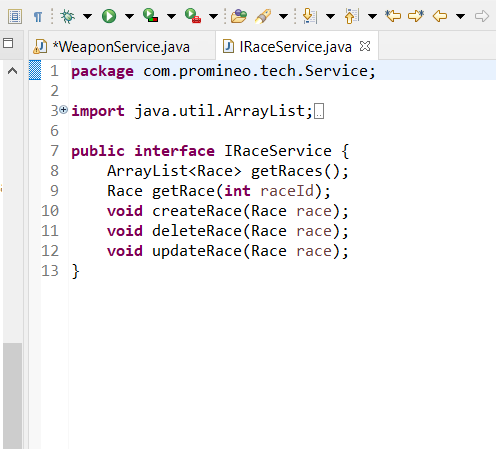 *WeaponService.java
IRaceService.java
1 package com.promineo.tech.Service;
2
3 import java.util.ArrayList;
6
7 public interface IRaceService {
8 ArrayList<Race> getRaces();
9 Race getRace(int raceId);
10 void createRace(Race race);
11 void deleteRace(Race race);
12 void updateRace(Race race);
13 }